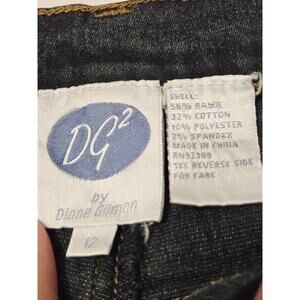 DG2
by
Diane Gilman
12
SHELL:
56% RAMIE
32% COTTON
10% POLYESTER
2% SPANDEX
MADE IN CHINA
RN92309
SEE REVERSE SIDE
FOR CARE